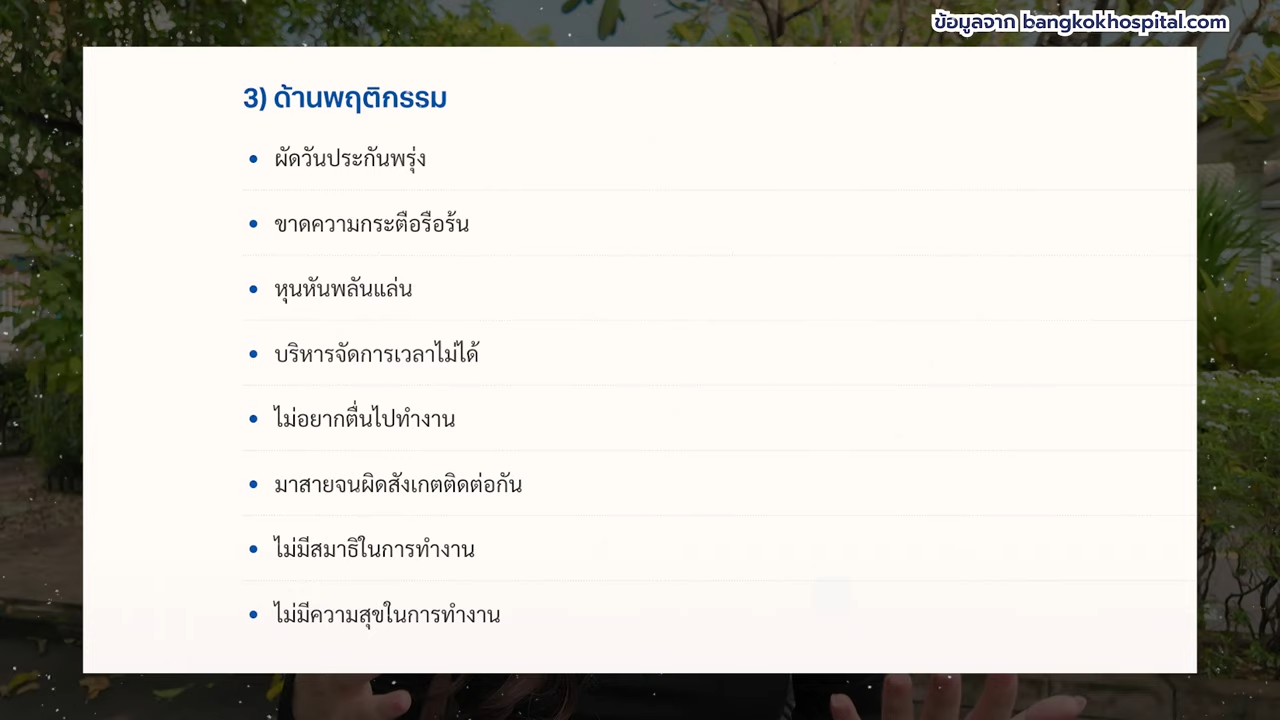 ข้อมูลจาก bangkokhospital.com
3) ด้านพฤติกรรม
• ผัดวันประกันพรุ่ง
• ขาดความกระตือรือร้น
• หุนหันพลันแล่น
• บริหารจัดการเวลาไม่ได้
• ไม่อยากตื่นไปทำงาน
• มาสายจนผิดสังเกตติดต่อกัน
• ไม่มีสมาธิในการทำงาน
• ไม่มีความสุขในการทำงาน